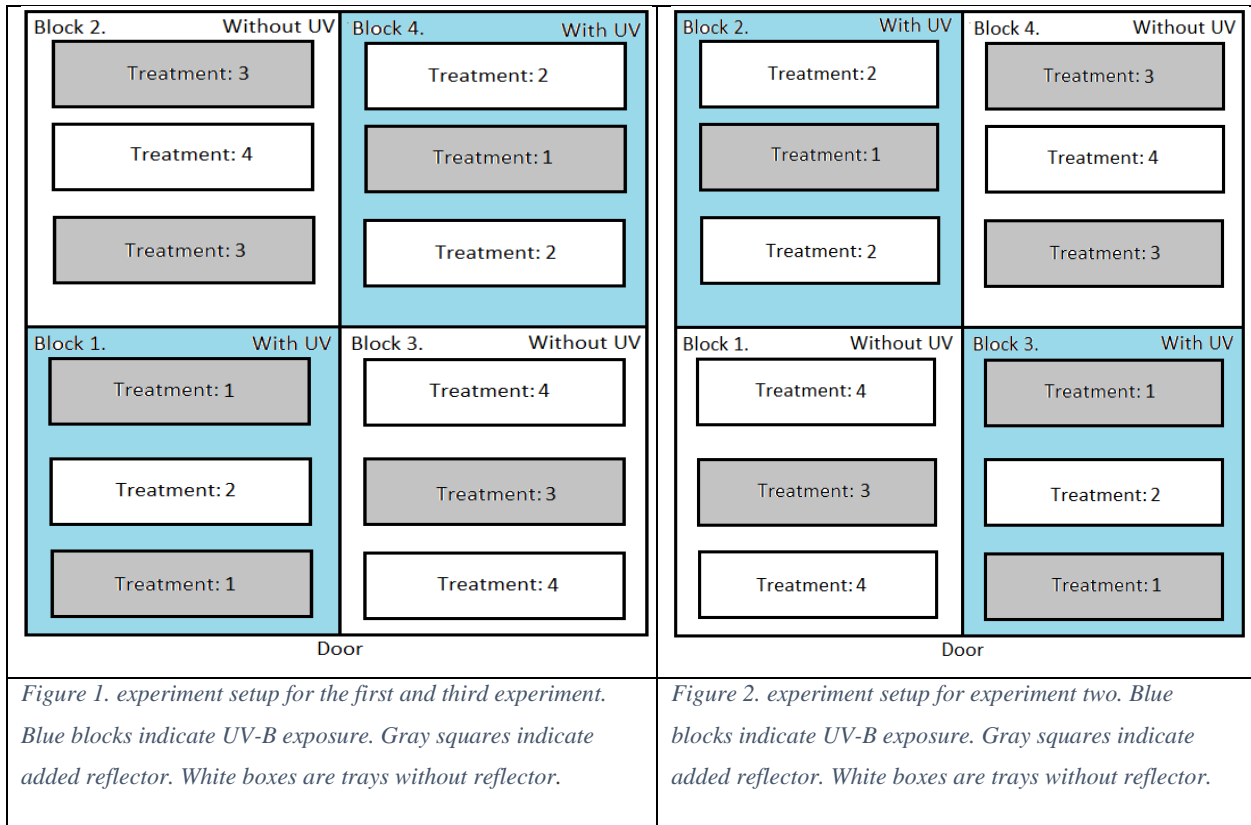 Block 2. Without UV
Treatment: 3
Treatment: 4
Treatment: 3
Block 4. With UV
Treatment: 2
Treatment: 1
Treatment: 2
Block 1. With UV
Treatment: 1
Treatment: 2
Treatment: 1
Block 3. Without UV
Treatment: 4
Treatment: 3
Treatment: 4
Door
Figure 1. experiment setup for the first and third experiment.
Blue blocks indicate UV-B exposure. Gray squares indicate
added reflector. White boxes are trays without reflector.
Block 2. With UV
Treatment: 2
Treatment: 1
Treatment: 2
Block 4. Without UV
Treatment: 3
Treatment: 4
Treatment: 3
Block 1. Without UV
Treatment: 4
Treatment: 3
Treatment: 4
Block 3. With UV
Treatment: 1
Treatment: 2
Treatment: 1
Door
Figure 2. experiment setup for experiment two. Blue
blocks indicate UV-B exposure. Gray squares indicate
added reflector. White boxes are trays without reflector.